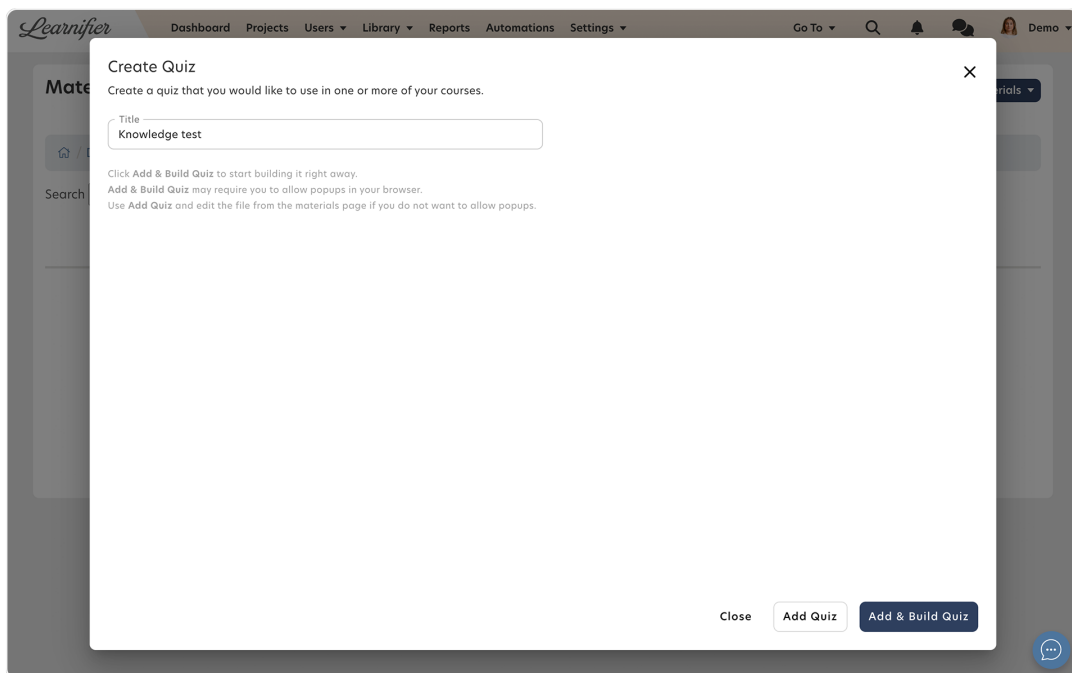 Learnifier
Dashboard Projects Users Library Reports Automations Settings Go To Demo
Create Quiz
Create a quiz that you would like to use in one or more of your courses.
Title
Knowledge test
Click Add & Build Quiz to start building it right away.
Add & Build Quiz may require you to allow popups in your browser.
Use Add Quiz and edit the file from the materials page if you do not want to allow popups.
Search
Close Add Quiz Add & Build Quiz